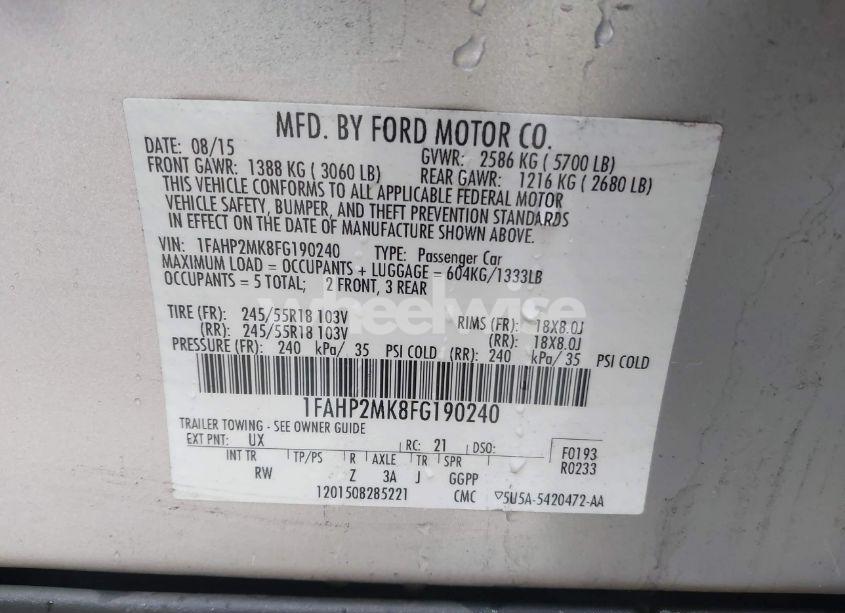 MFD. BY FORD MOTOR CO.
DATE: 08/15 GVWR: 2586 KG ( 5700 LB)
FRONT GAWR: 1388 KG ( 3060 LB) REAR GAWR: 1216 KG ( 2680 LB)
THIS VEHICLE CONFORMS TO ALL APPLICABLE FEDERAL MOTOR
VEHICLE SAFETY, BUMPER, AND THEFT PREVENTION STANDARDS
IN EFFECT ON THE DATE OF MANUFACTURE SHOWN ABOVE.
VIN: 1FAHP2MK8FG190240 TYPE: Passenger Car
MAXIMUM LOAD = OCCUPANTS + LUGGAGE = 604KG/1333LB
OCCUPANTS = 5 TOTAL; 2 FRONT, 3 REAR
wheelwise
TIRE (FR): 245/55R18 103V RIMS (FR): 18X8.0J
(RR): 245/55R18 103V (RR): 18X8.0J
PRESSURE (FR): 240 kPa/ 35 PSI COLD (RR): 240 kPa/ 35 PSI COLD
1FAHP2MK8FG190240
TRAILER TOWING - SEE OWNER GUIDE
EXT PNT: UX RC: 21 DSO: F0193
INT TR TP/PS R AXLE TR SPR R0233
RW Z 3A J GGPP
1201508285221 CMC ▽5U5A-5420472-AA